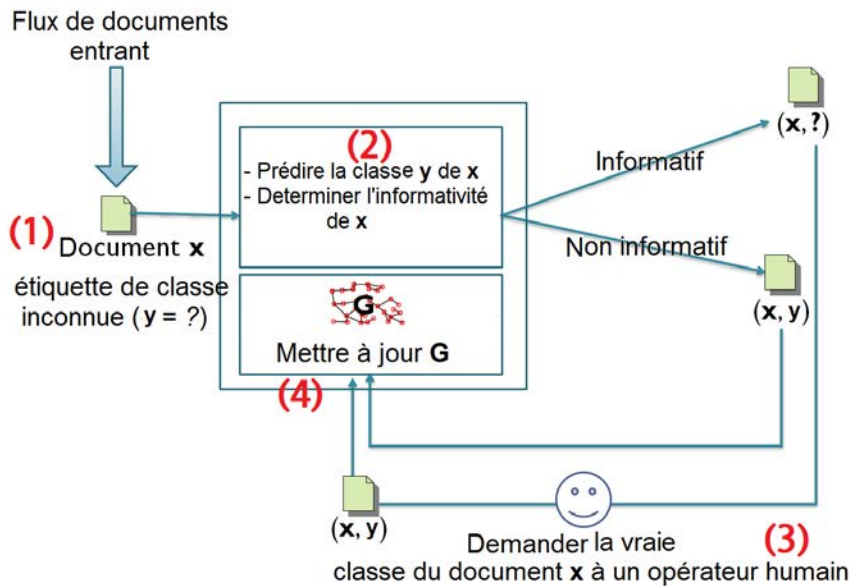 Flux de documents
entrant
(1)
Document x
étiquette de classe
inconnue ( y = ?)
(2)
- Prédire la classe y de x
- Determiner l'informativité
de x
G
Mettre à jour G
(4)
Informatif
(x, ?)
Non informatif
(x, y)
(x, y)
Demander la vraie
(3)
classe du document x à un opérateur humain